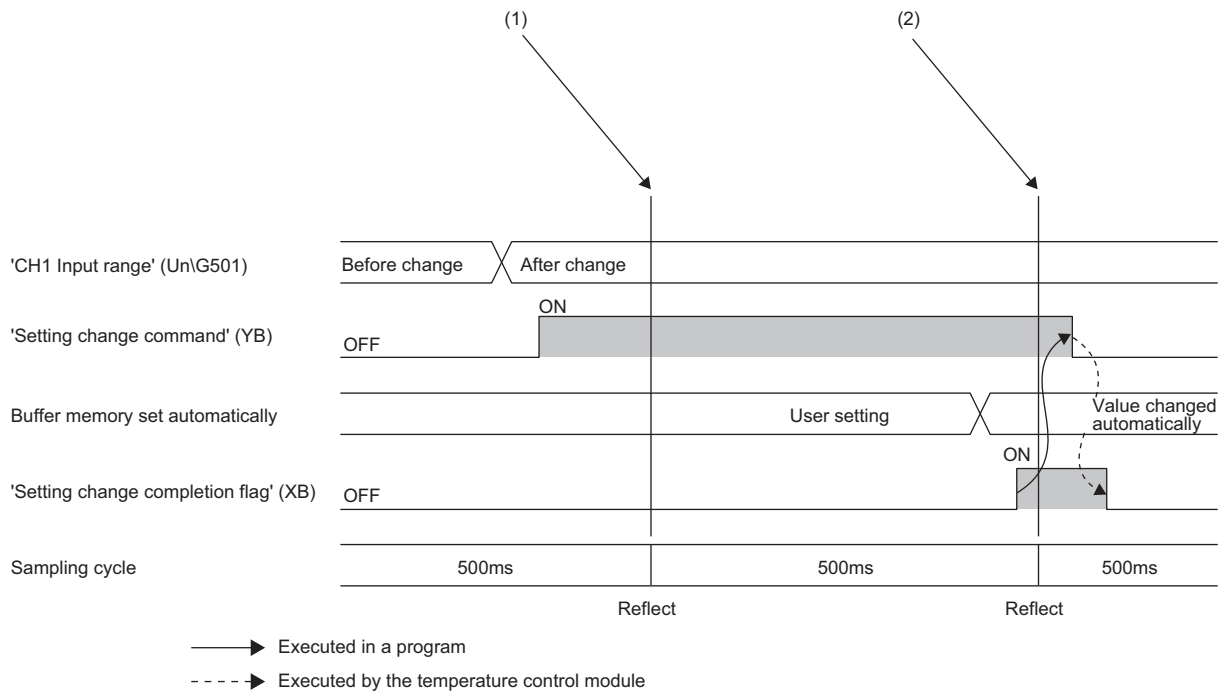 (1)
(2)
'CH1 Input range' (Un\G501)
Before change
After change
'Setting change command' (YB)
OFF
ON
Buffer memory set automatically
User setting
Value changed
automatically
'Setting change completion flag' (XB)
OFF
ON
Sampling cycle
500ms
500ms
500ms
Reflect
Reflect
Executed in a program
Executed by the temperature control module